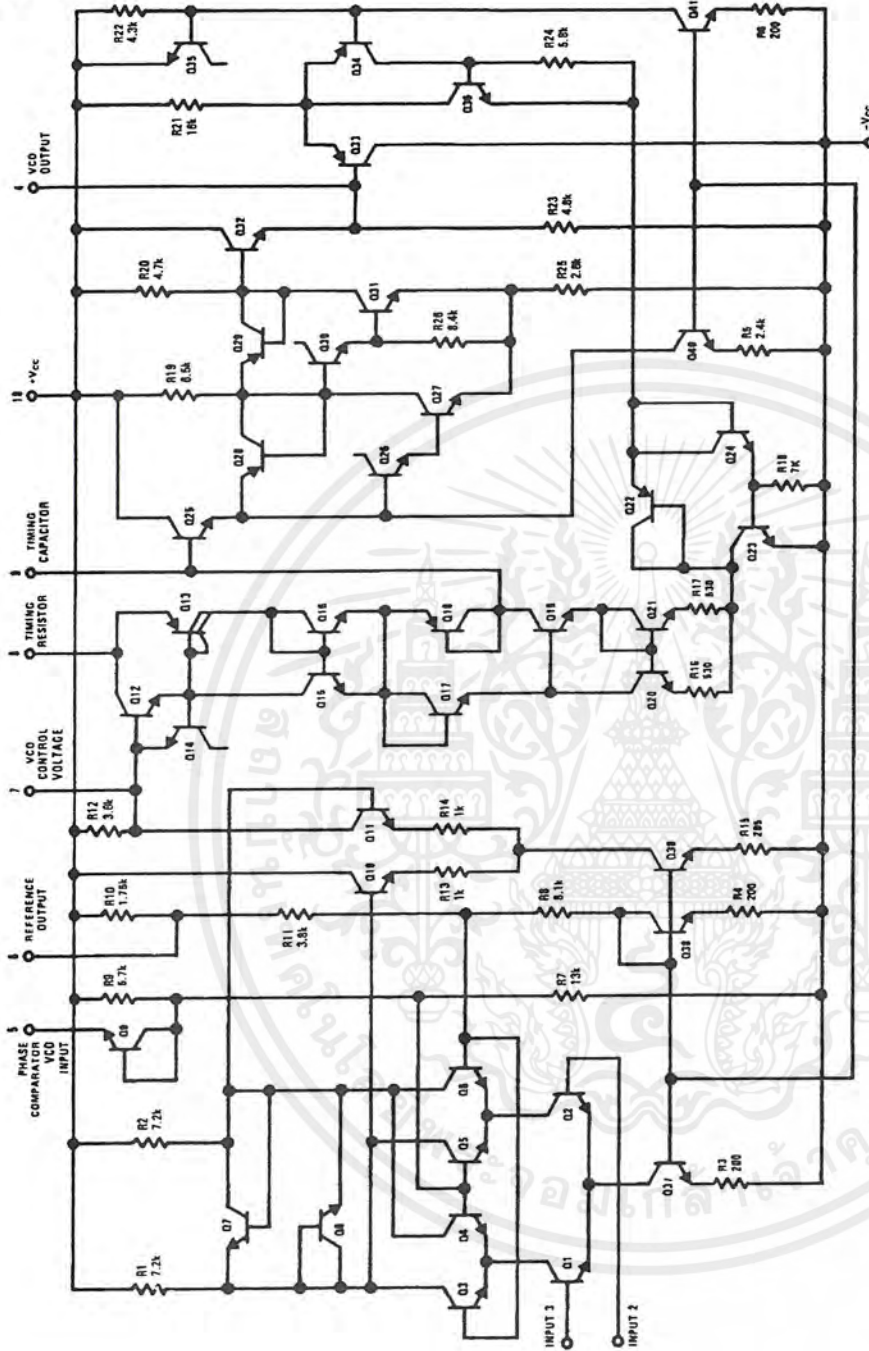 PHASE COMPARATOR VCO INPUT
5
REFERENCE OUTPUT
6
VCO CONTROL VOLTAGE
7
TIMING RESISTOR
8
TIMING CAPACITOR
9
10
+VCC
4
VCO OUTPUT
R1 7.2k
R2 7.2k
R9 5.7k
R10 1.75k
R12 3.6k
R19 8.5k
R20 4.7k
R21 16k
R22 4.3k
Q7
Q8
Q9
R11 3.8k
Q10
Q11
Q12
Q13
Q14
Q25
Q28
Q29
Q32
Q33
Q34
Q35
Q15
Q16
Q17
Q18
Q26
Q27
Q30
Q31
Q36
R26 8.4k
R13 1k
R14 1k
Q3
Q4
Q5
Q6
R7 13k
R8 8.1k
Q19
Q20
Q21
R16 530
R17 530
Q22
Q23
Q24
R18 7K
R25 2.6k
R23 4.8k
R24 5.8k
INPUT 3
INPUT 2
Q1
Q2
Q37
Q38
Q39
Q40
Q41
R3 200
R4 200
R15 265
R5 2.4k
R6 200
-VCC